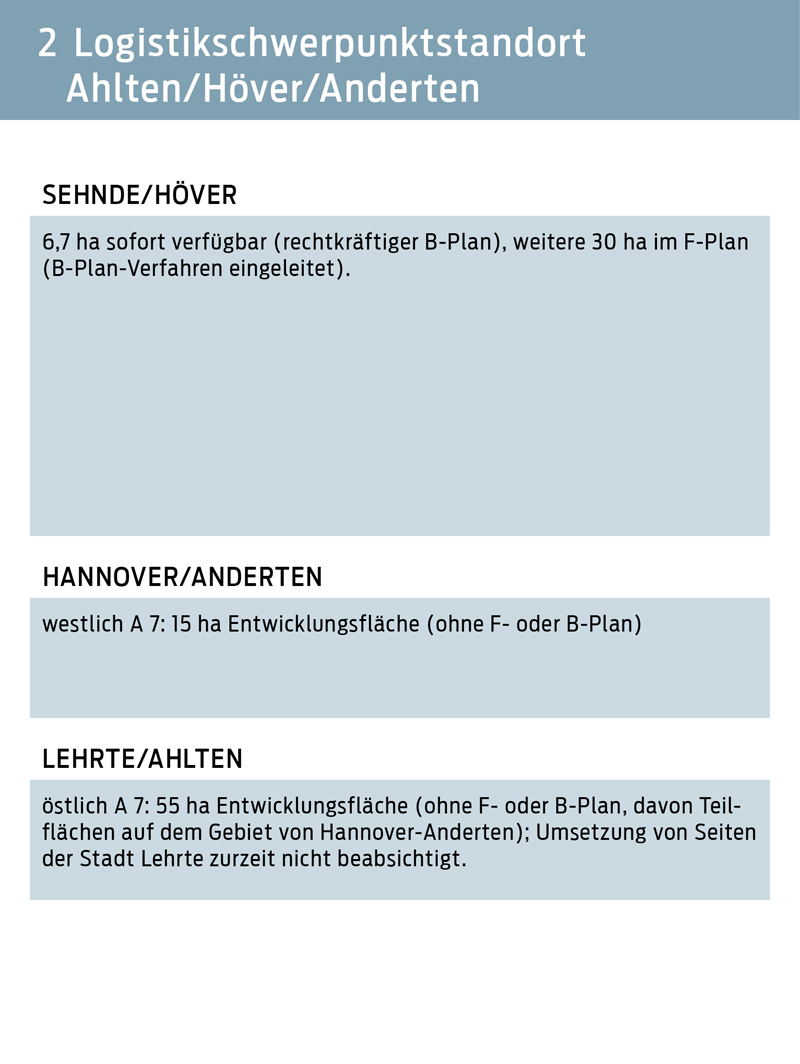 2 Logistikschwerpunktstandort
Ahlten/Höver/Anderten
SEHNDE/HÖVER
6,7 ha sofort verfügbar (rechtkräftiger B-Plan), weitere 30 ha im F-Plan
(B-Plan-Verfahren eingeleitet).
HANNOVER/ANDERTEN
westlich A 7: 15 ha Entwicklungsfläche (ohne F- oder B-Plan)
LEHRTE/AHLTEN
östlich A 7: 55 ha Entwicklungsfläche (ohne F- oder B-Plan, davon Teil-
flächen auf dem Gebiet von Hannover-Anderten); Umsetzung von Seiten
der Stadt Lehrte zurzeit nicht beabsichtigt.